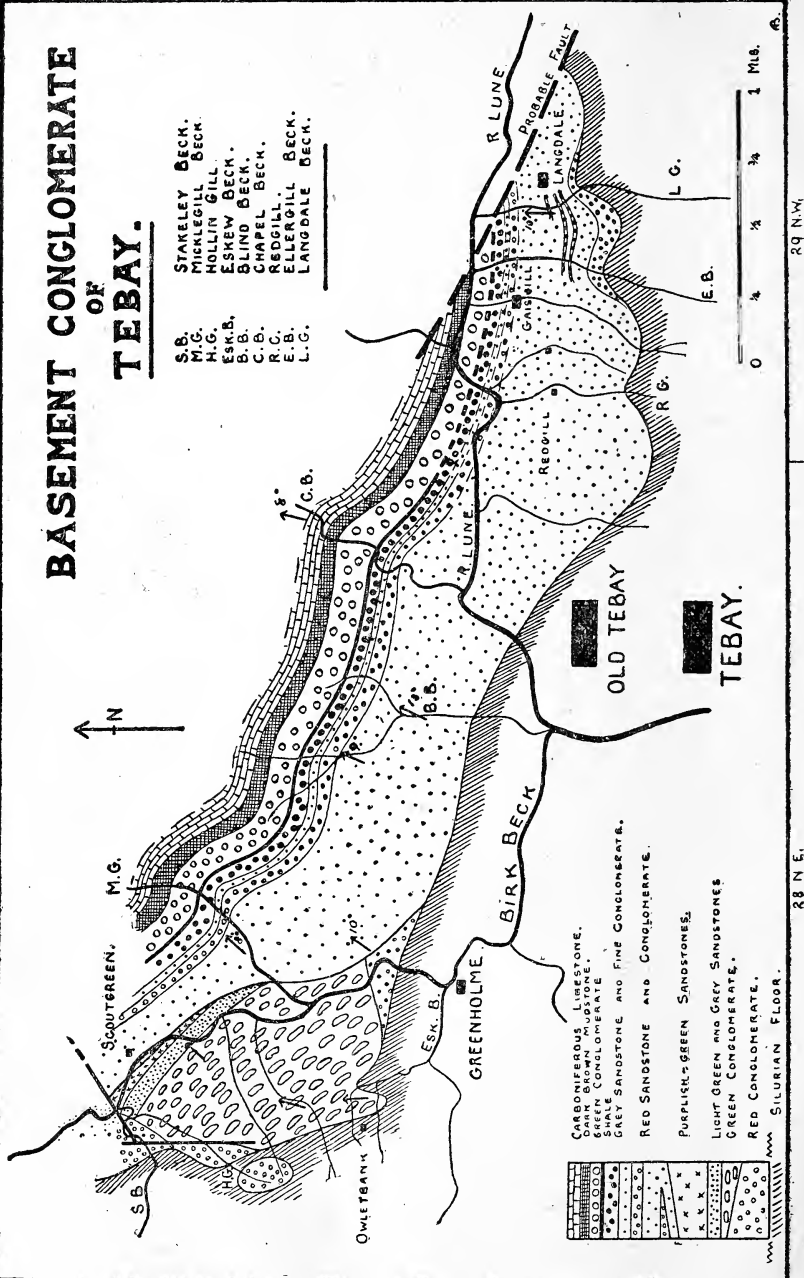 BASEMENT CONGLOMERATE
OF
TEBAY.
S.B. STAKELEY BECK.
M.G. MICKLEGILL BECK.
H.G. HOLLIN GILL.
ESK.B. ESKEW BECK.
B.B. BLIND BECK.
C.B. CHAPEL BECK.
R.G. REDGILL.
E.B. ELLERGILL BECK.
L.G. LANGDALE BECK.
N
S.B.
SCOUTGREEN.
M.G.
8°
C.B.
R LUNE
PROBABLE FAULT
H.G.
OWLETBANK
10°
B.B.
R. LUNE
REDGILL
GAISGILL
LANGDALE
ESK. B.
GREENHOLME.
BIRK BECK
OLD TEBAY
TEBAY.
R.G.
E.B.
L.G.
CARBONIFEROUS LIMESTONE.
DARK BROWN MUDSTONE.
GREEN CONGLOMERATE
SHALE
GREY SANDSTONE AND FINE CONGLOMERATE.
RED SANDSTONE AND CONGLOMERATE.
PURPLISH-GREEN SANDSTONES.
LIGHT GREEN AND GREY SANDSTONES
GREEN CONGLOMERATE.
RED CONGLOMERATE.
SILURIAN FLOOR.
0 ¼ ½ ¾ 1 MLS.
28 N E.
29 N.W.